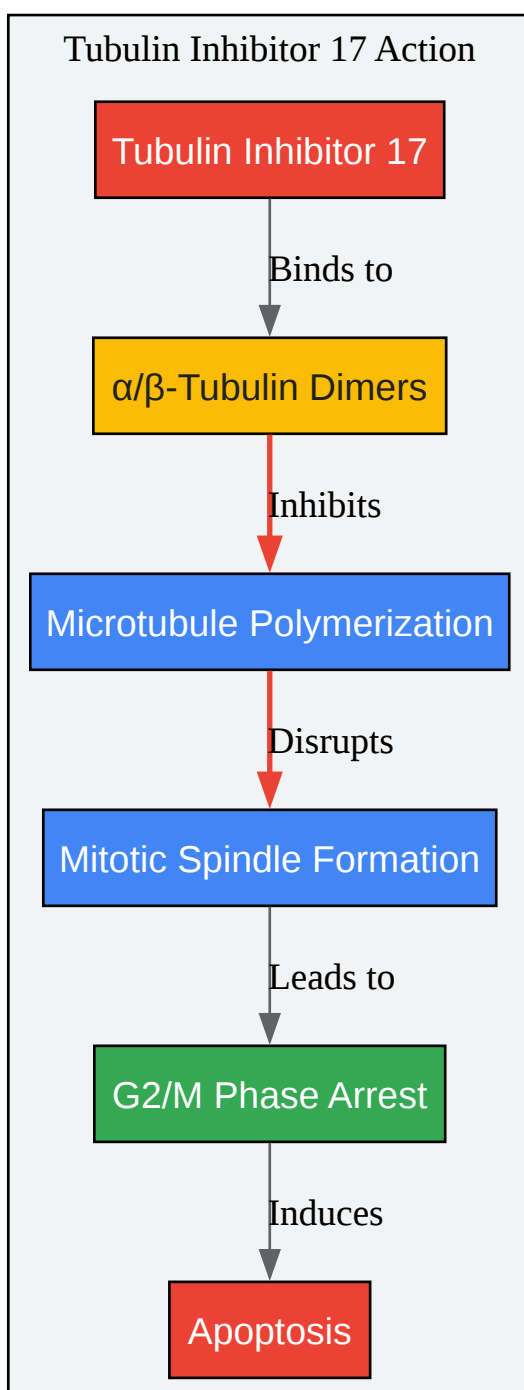 Tubulin Inhibitor 17 Action
Tubulin Inhibitor 17
Binds to
α/β-Tubulin Dimers
Inhibits
Microtubule Polymerization
Disrupts
Mitotic Spindle Formation
Leads to
G2/M Phase Arrest
Induces
Apoptosis